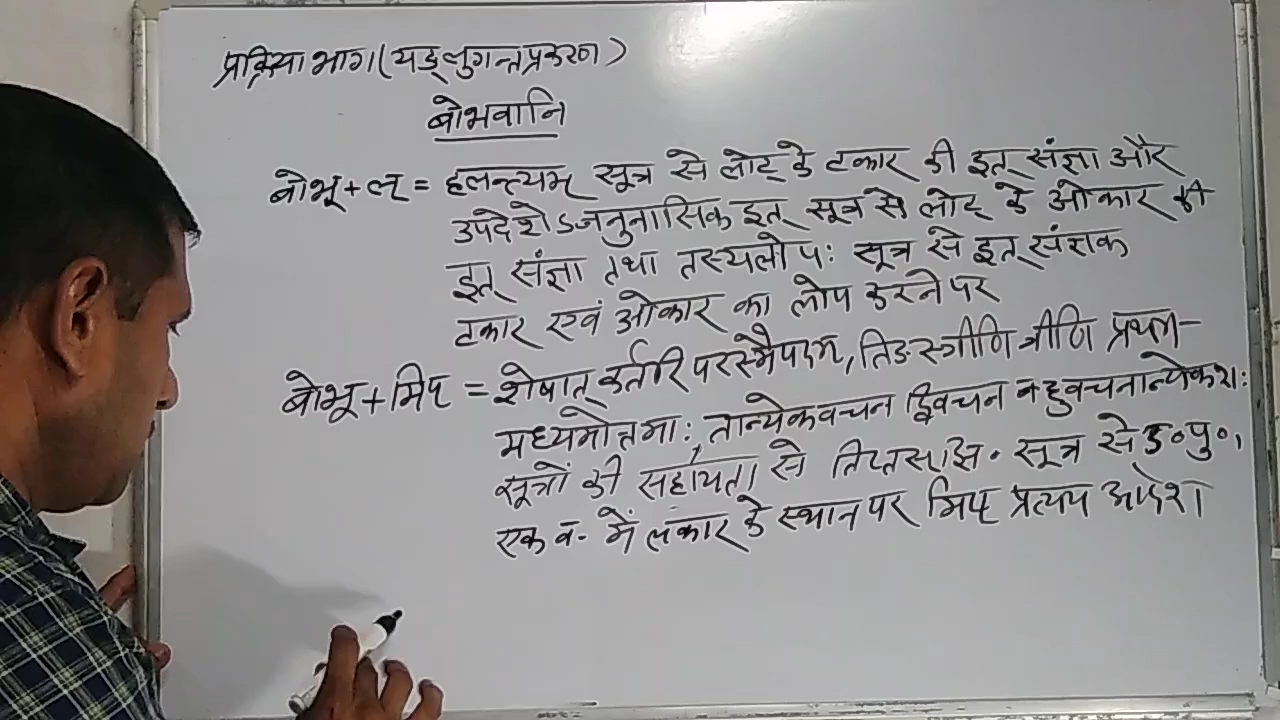 प्रक्रिया भाग (यङ्लुगन्तप्रकरण)
बोभवानि
बोभू + ल् = हलन्त्यम् सूत्र से लोट् के टकार की इत् संज्ञा और
उपदेशेऽजनुनासिक इत् सूत्र से लोट् के ओकार की
इत् संज्ञा तथा तस्यलोपः सूत्र से इत् संज्ञक
टकार एवं ओकार का लोप करने पर
बोभू + मिप् = शेषात् कर्तरि परस्मैपदम्, तिङस्त्रीणि त्रीणि प्रथम-
मध्यमोत्तमाः, तान्येकवचन द्विवचन बहुवचनान्येकशः
सूत्रों की सहायता से तिप्तस्झि॰ सूत्र से उ॰पु॰,
एक व॰ में लकार के स्थान पर मिप् प्रत्यय आदेश